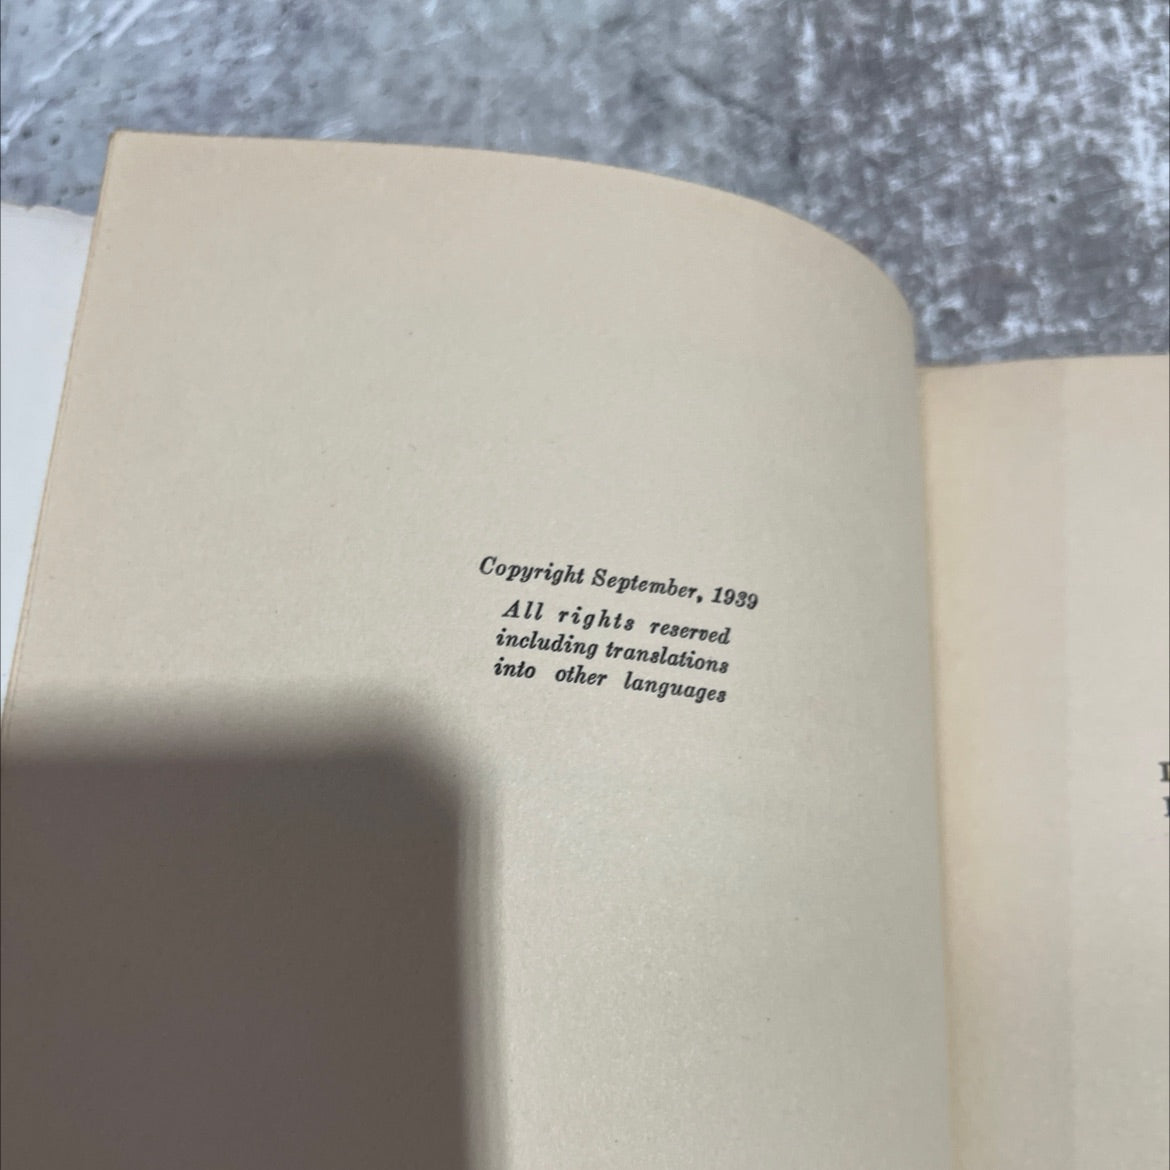 Copyright September, 1939
All rights reserved
including translations
into other languages